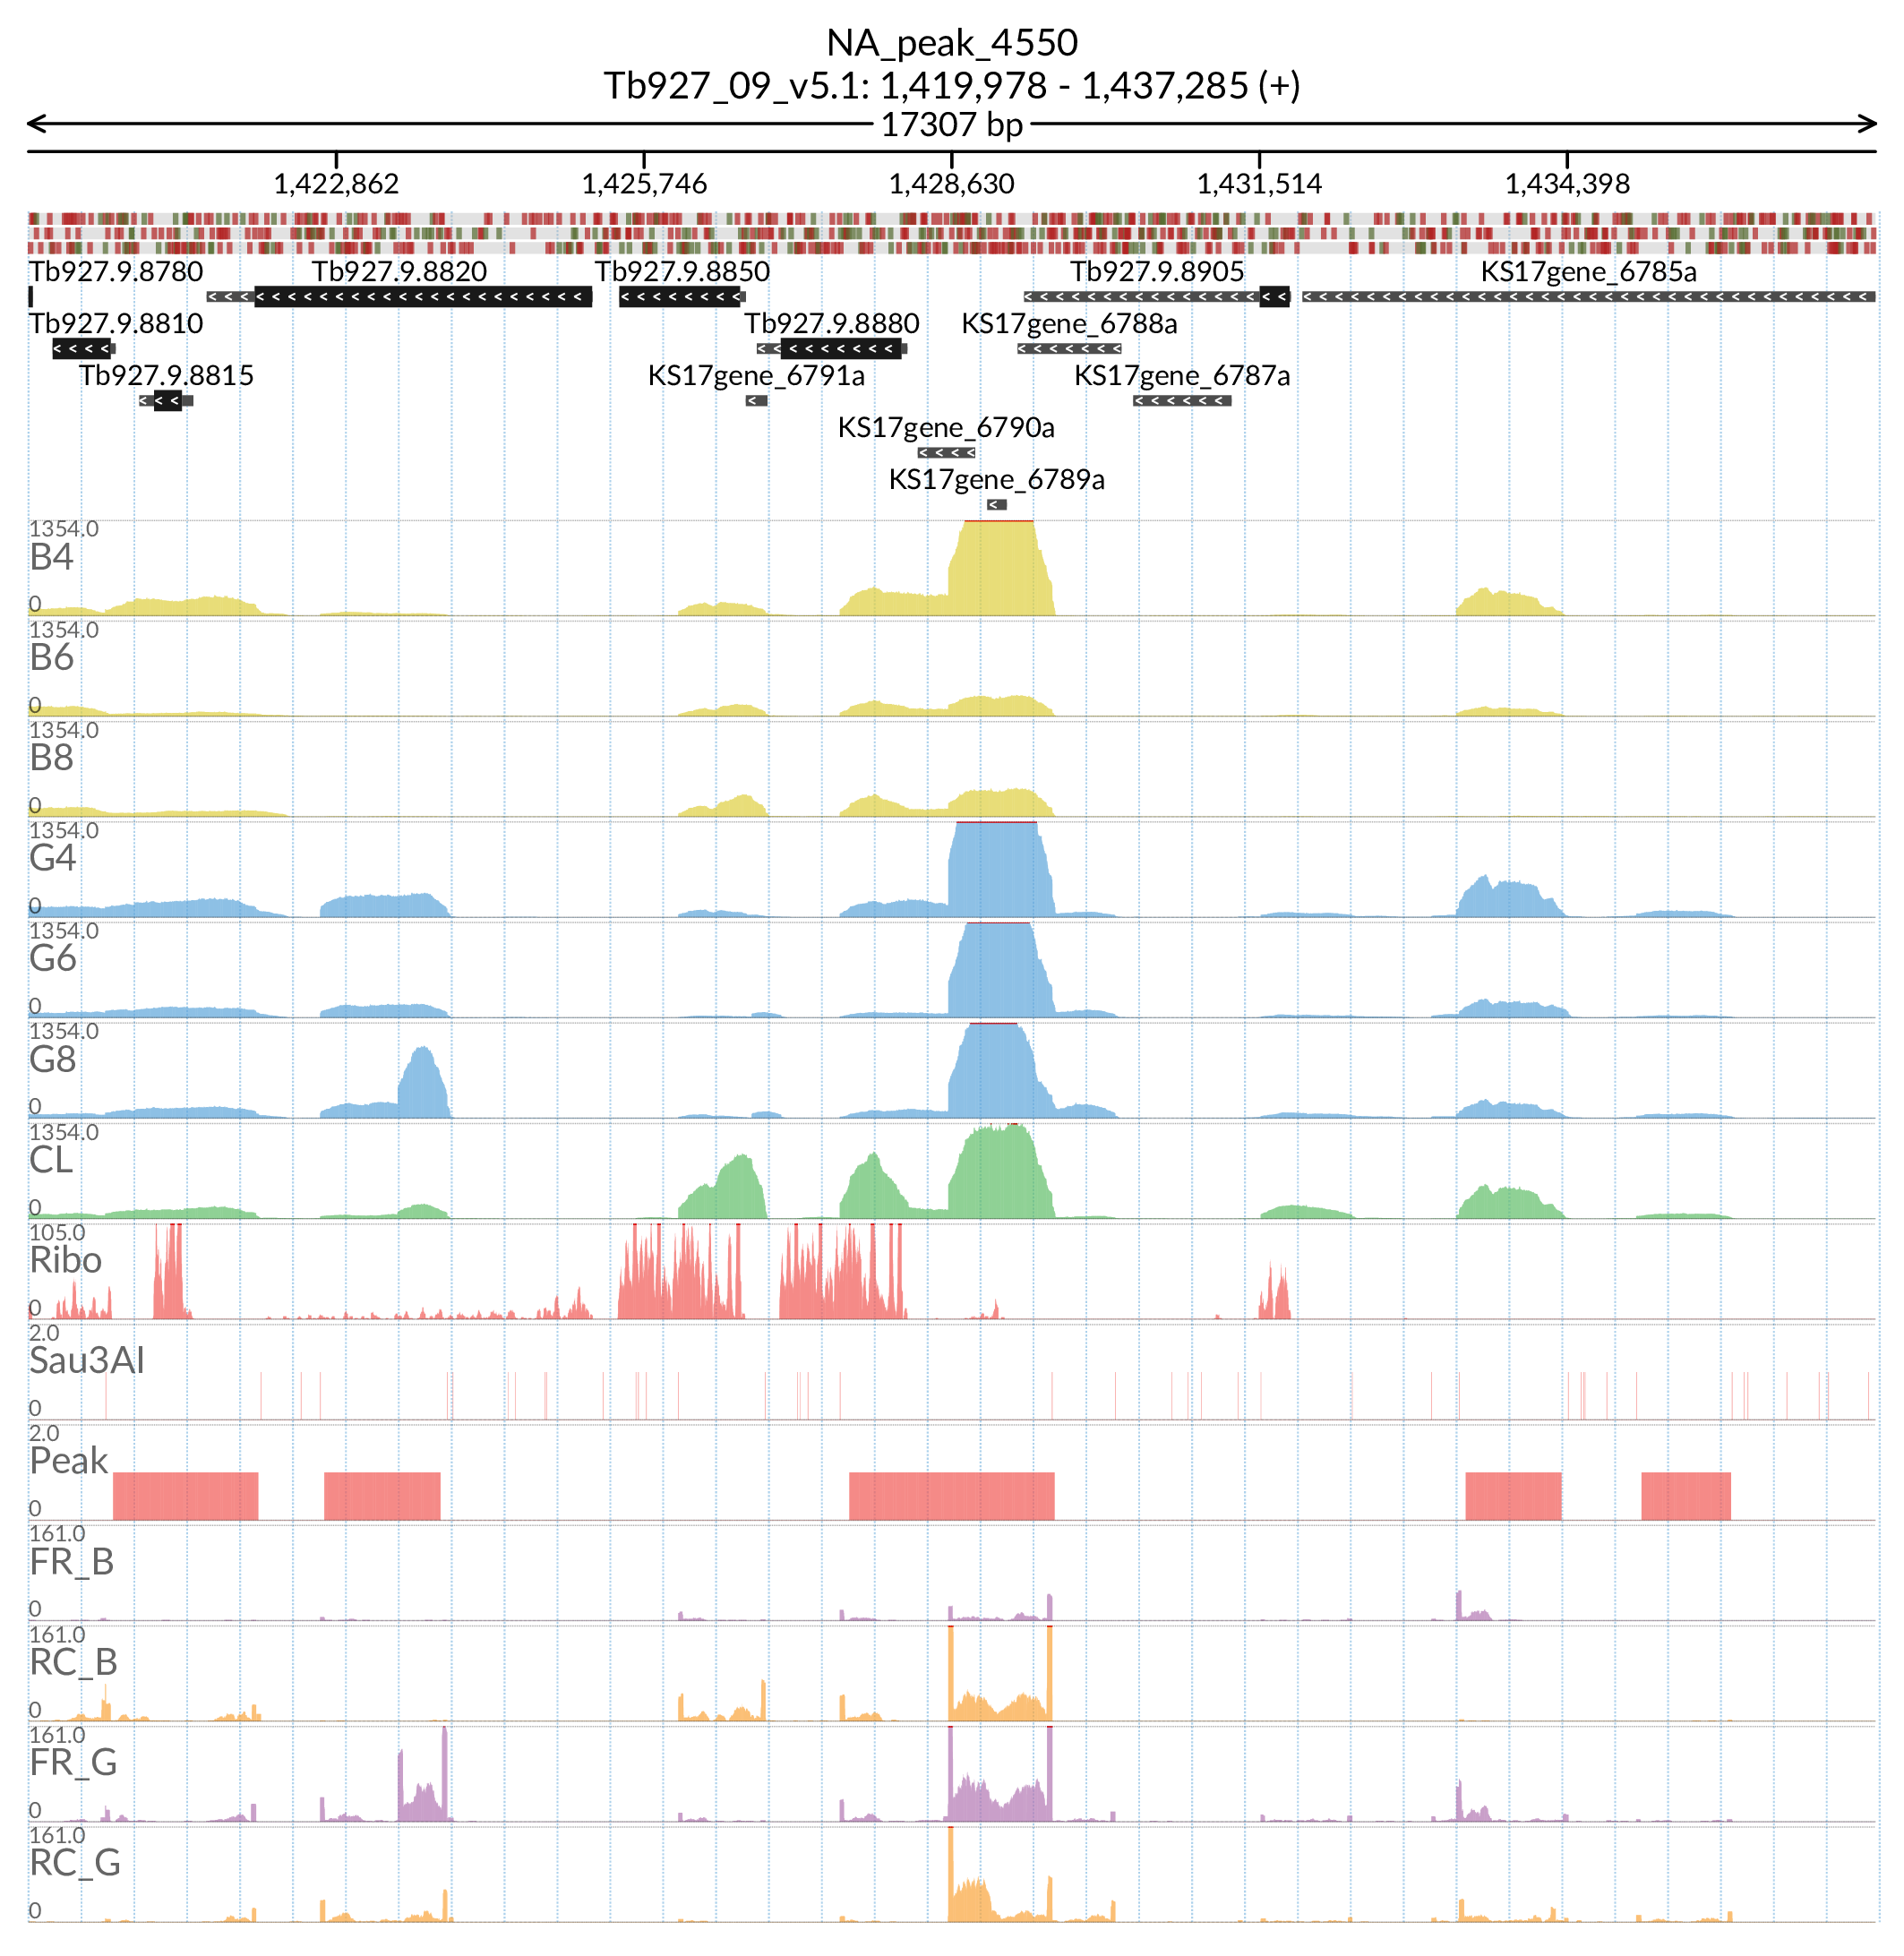 NA_peak_4550
Tb927_09_v5.1: 1,419,978 - 1,437,285 (+)
17307 bp
1,422,862 1,425,746 1,428,630 1,431,514 1,434,398
Tb927.9.8780 Tb927.9.8820 Tb927.9.8850 Tb927.9.8905 KS17gene_6785a
Tb927.9.8810 Tb927.9.8880 KS17gene_6788a
Tb927.9.8815 KS17gene_6791a KS17gene_6787a
KS17gene_6790a
KS17gene_6789a
1354.0
B4
0
1354.0
B6
0
1354.0
B8
0
1354.0
G4
0
1354.0
G6
0
1354.0
G8
0
1354.0
CL
0
105.0
Ribo
0
2.0
Sau3AI
0
2.0
Peak
0
161.0
FR_B
0
161.0
RC_B
0
161.0
FR_G
0
161.0
RC_G
0